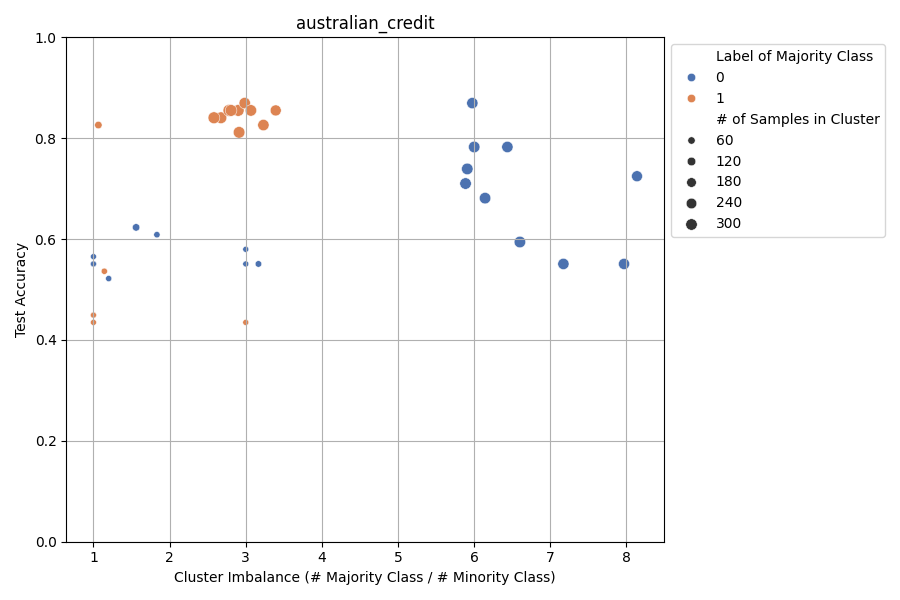 australian_credit
1.0
0.8
0.6
0.4
0.2
0.0
Test Accuracy
1 2 3 4 5 6 7 8
Cluster Imbalance (# Majority Class / # Minority Class)
Label of Majority Class
0
1
# of Samples in Cluster
60
120
180
240
300